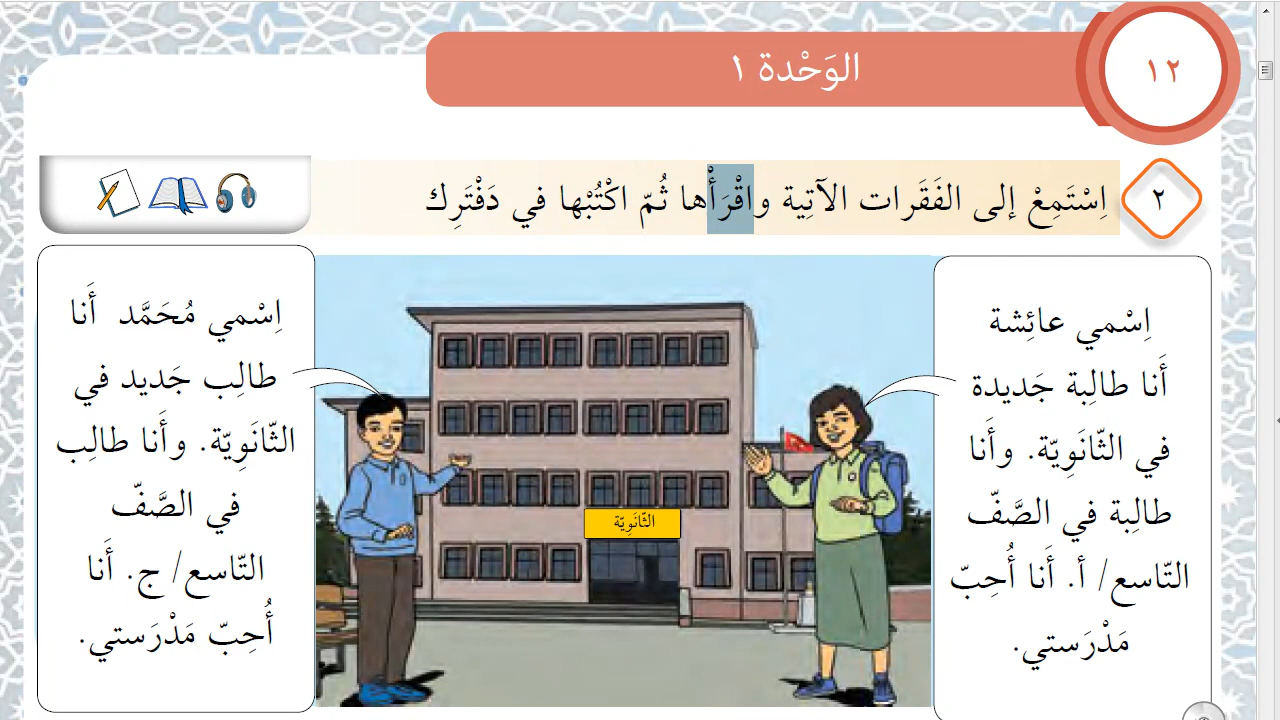 الوَحْدة ١
١٢
٢
اِسْتَمِعْ إلى الفَقَرات الآتِية واقْرَأْها ثُمّ اكْتُبْها في دَفْتَرِك
اِسْمي عائِشة
أَنا طالِبة جَديدة
في الثّانَوِيّة. وأَنا
طالِبة في الصَّفّ
التّاسع/ أ. أَنا أُحِبّ
مَدْرَستي.
الثّانَوِيّة
اِسْمي مُحَمَّد أَنا
طالِب جَديد في
الثّانَوِيّة. وأَنا طالِب
في الصَّفّ
التّاسع/ ج. أَنا
أُحِبّ مَدْرَستي.